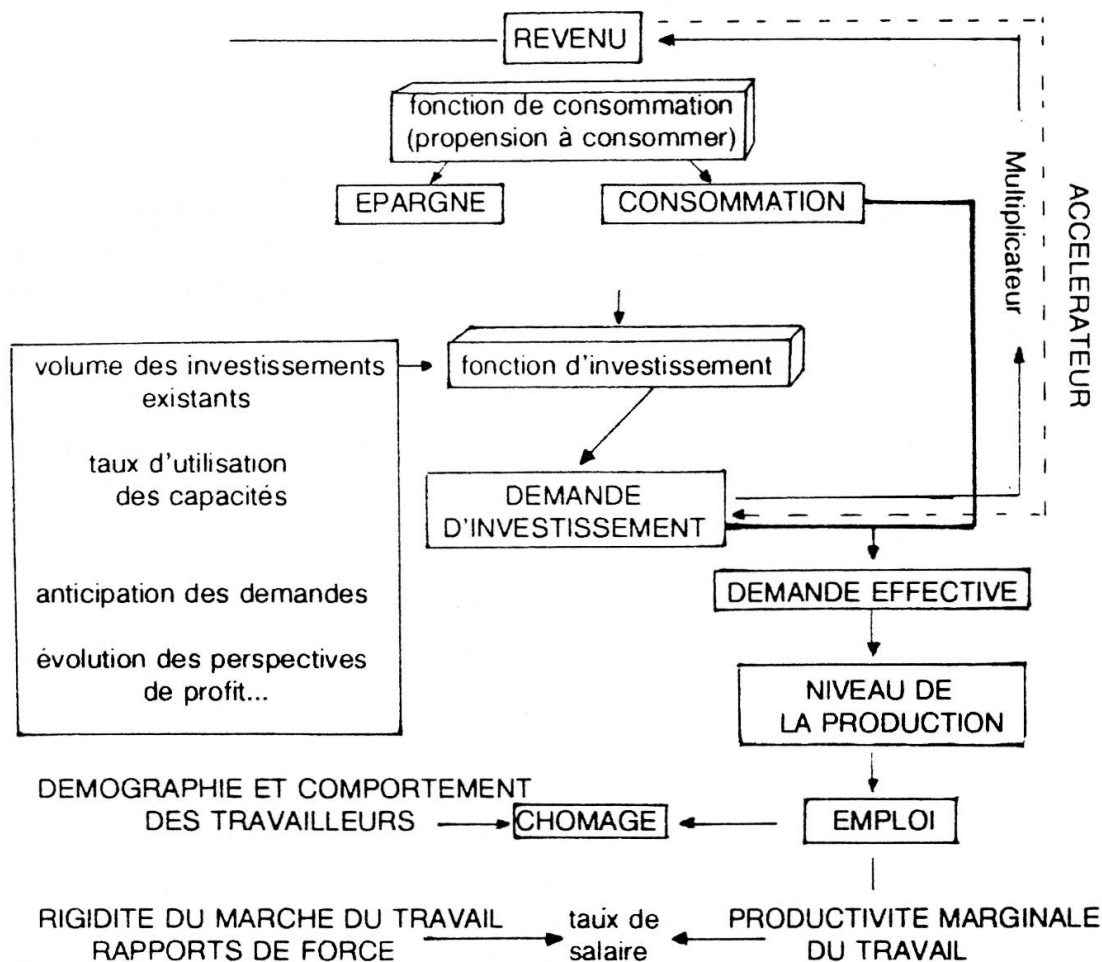 REVENU
fonction de consommation
(propension à consommer)
EPARGNE
CONSOMMATION
Multiplicateur
ACCELERATEUR
volume des investissements
existants
taux d'utilisation
des capacités
anticipation des demandes
évolution des perspectives
de profit...
fonction d'investissement
DEMANDE
D'INVESTISSEMENT
DEMANDE EFFECTIVE
NIVEAU DE
LA PRODUCTION
DEMOGRAPHIE ET COMPORTEMENT
DES TRAVAILLEURS
CHOMAGE
EMPLOI
RIGIDITE DU MARCHE DU TRAVAIL
RAPPORTS DE FORCE
taux de
salaire
PRODUCTIVITE MARGINALE
DU TRAVAIL